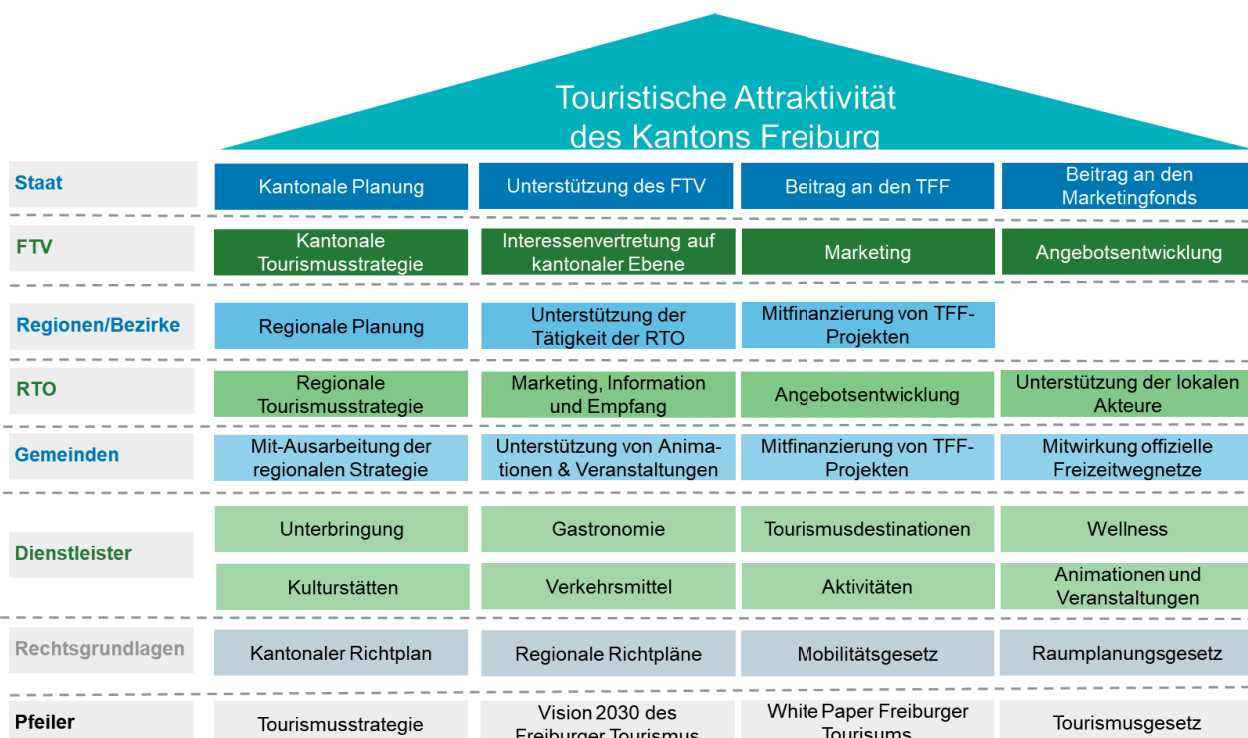 Touristische Attraktivität
des Kantons Freiburg
Staat
Kantonale Planung
Unterstützung des FTV
Beitrag an den TFF
Beitrag an den
Marketingfonds
FTV
Kantonale
Tourismusstrategie
Interessenvertretung auf
kantonaler Ebene
Marketing
Angebotsentwicklung
Regionen/Bezirke
Regionale Planung
Unterstützung der
Tätigkeit der RTO
Mitfinanzierung von TFF-
Projekten
RTO
Regionale
Tourismusstrategie
Marketing, Information
und Empfang
Angebotsentwicklung
Unterstützung der lokalen
Akteure
Gemeinden
Mit-Ausarbeitung der
regionalen Strategie
Unterstützung von Anima-
tionen & Veranstaltungen
Mitfinanzierung von TFF-
Projekten
Mitwirkung offizielle
Freizeitwegnetze
Dienstleister
Unterbringung
Gastronomie
Tourismusdestinationen
Wellness
Kulturstätten
Verkehrsmittel
Aktivitäten
Animationen und
Veranstaltungen
Rechtsgrundlagen
Kantonaler Richtplan
Regionale Richtpläne
Mobilitätsgesetz
Raumplanungsgesetz
Pfeiler
Tourismusstrategie
Vision 2030 des
Freiburger Tourismus
White Paper Freiburger
Tourisums
Tourismusgesetz